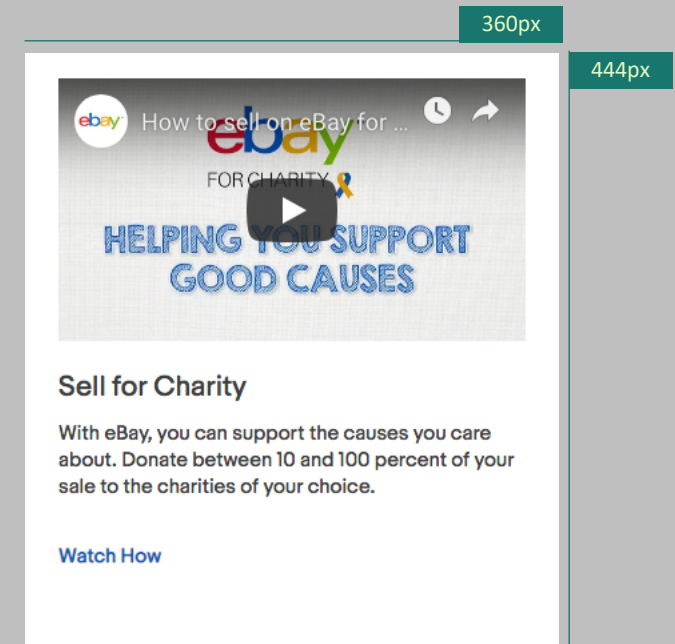 360px
444px
ebay
How to sell on eBay for ...
ebay
FOR CHARITY
HELPING YOU SUPPORT
GOOD CAUSES
Sell for Charity
With eBay, you can support the causes you care
about. Donate between 10 and 100 percent of your
sale to the charities of your choice.
Watch How